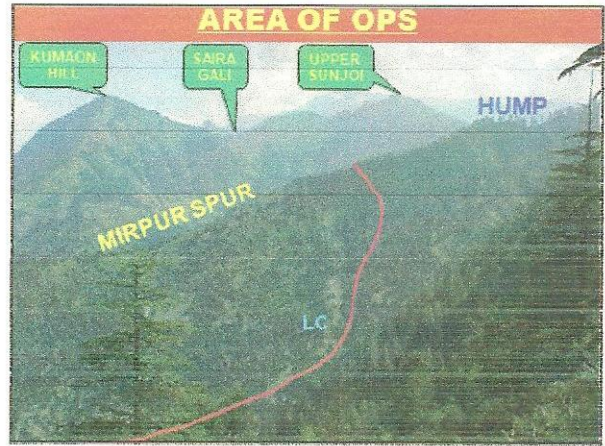 AREA OF OPS
KUMAON
HILL
SAIRA
GALI
UPPER
SUNJOI
HUMP
MIRPUR SPUR
LC